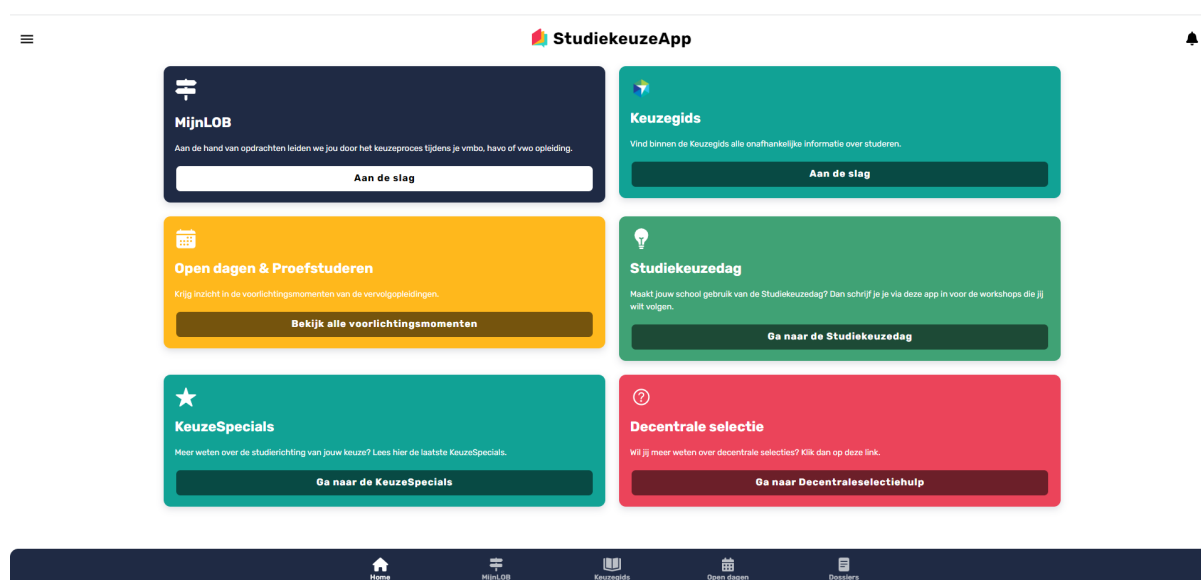 StudiekeuzeApp
MijnLOB
Aan de hand van opdrachten leiden we jou door het keuzeproces tijdens je vmbo, havo of vwo opleiding.
Aan de slag
Keuzegids
Vind binnen de Keuzegids alle onafhankelijke informatie over studeren.
Aan de slag
Open dagen & Proefstuderen
Krijg inzicht in de voorlichtingsmomenten van de vervolgopleidingen.
Bekijk alle voorlichtingsmomenten
Studiekeuzedag
Maakt jouw school gebruik van de Studiekeuzedag? Dan schrijf je je via deze app in voor de workshops die jij
wilt volgen.
Ga naar de Studiekeuzedag
KeuzeSpecials
Meer weten over de studierichting van jouw keuze? Lees hier de laatste KeuzeSpecials.
Ga naar de KeuzeSpecials
Decentrale selectie
Wil jij meer weten over decentrale selecties? Klik dan op deze link.
Ga naar Decentraleselectiehulp
Home
MijnLOB
Keuzegids
Open dagen
Dossiers